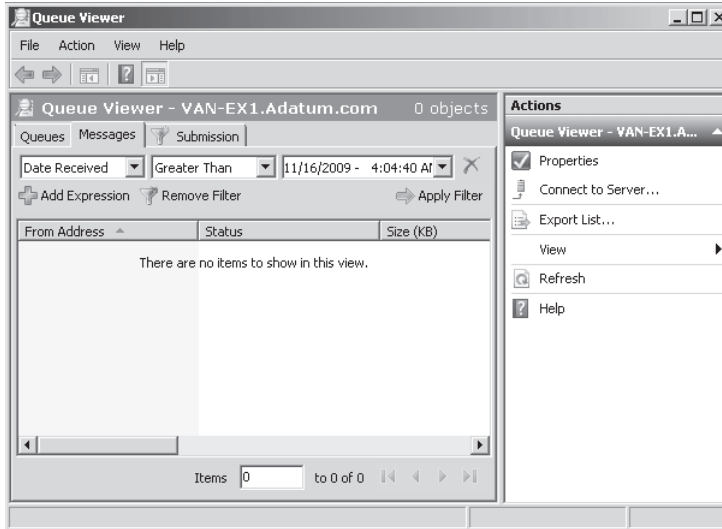 Queue Viewer
File Action View Help
Queue Viewer - VAN-EX1.Adatum.com 0 objects
Queues Messages Submission
Date Received Greater Than 11/16/2009 - 4:04:40 AM
Add Expression Remove Filter Apply Filter
From Address Status Size (KB)
There are no items to show in this view.
Items 0 to 0 of 0
Actions
Queue Viewer - VAN-EX1.A...
Properties
Connect to Server...
Export List...
View
Refresh
Help